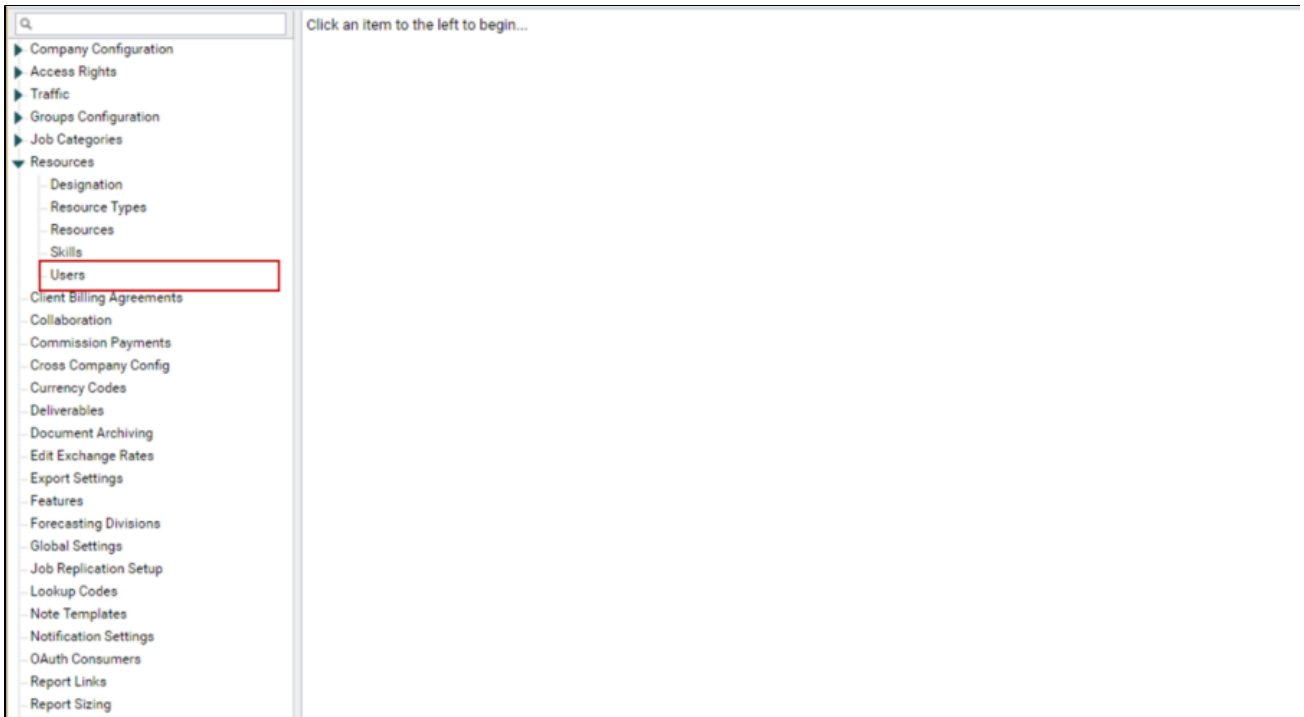 Click an item to the left to begin...
Company Configuration
Access Rights
Traffic
Groups Configuration
Job Categories
Resources
Designation
Resource Types
Resources
Skills
Users
Client Billing Agreements
Collaboration
Commission Payments
Cross Company Config
Currency Codes
Deliverables
Document Archiving
Edit Exchange Rates
Export Settings
Features
Forecasting Divisions
Global Settings
Job Replication Setup
Lookup Codes
Note Templates
Notification Settings
OAuth Consumers
Report Links
Report Sizing